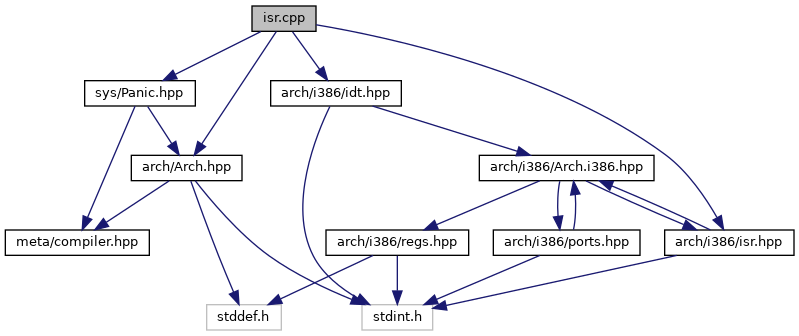 isr.cpp
sys/Panic.hpp
arch/i386/idt.hpp
arch/Arch.hpp
arch/i386/Arch.i386.hpp
meta/compiler.hpp
arch/i386/regs.hpp
arch/i386/ports.hpp
arch/i386/isr.hpp
stddef.h
stdint.h